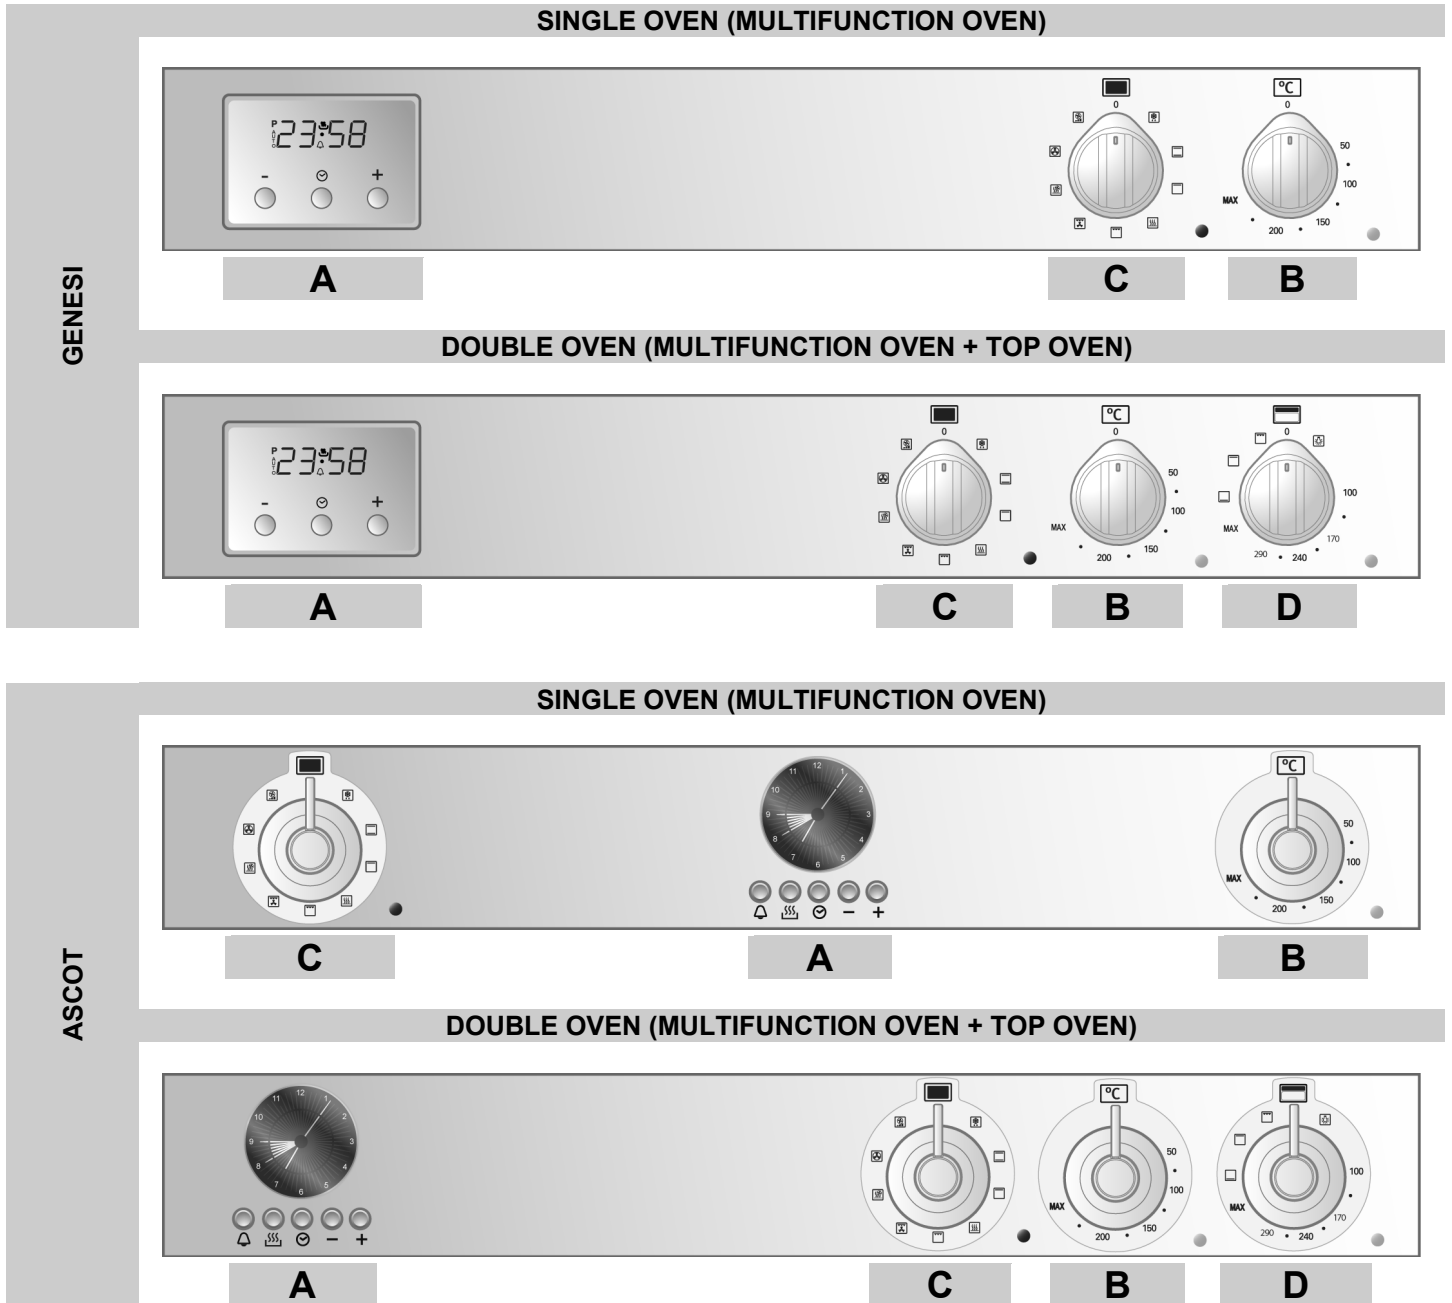 GENESI
SINGLE OVEN (MULTIFUNCTION OVEN)
P
AUTO
23:58
- +
°C
0 0
50
100
150
200
MAX
A C B
DOUBLE OVEN (MULTIFUNCTION OVEN + TOP OVEN)
P
AUTO
23:58
- +
°C
0 0 0
50
100
150
200
MAX
100
170
240
290
MAX
A C B D
ASCOT
SINGLE OVEN (MULTIFUNCTION OVEN)
12
1
2
3
4
5
6
7
8
9
10
11
- +
°C
50
100
150
200
MAX
C A B
DOUBLE OVEN (MULTIFUNCTION OVEN + TOP OVEN)
12
1
2
3
4
5
6
7
8
9
10
11
- +
°C
50
100
150
200
MAX
100
170
240
290
MAX
A C B D